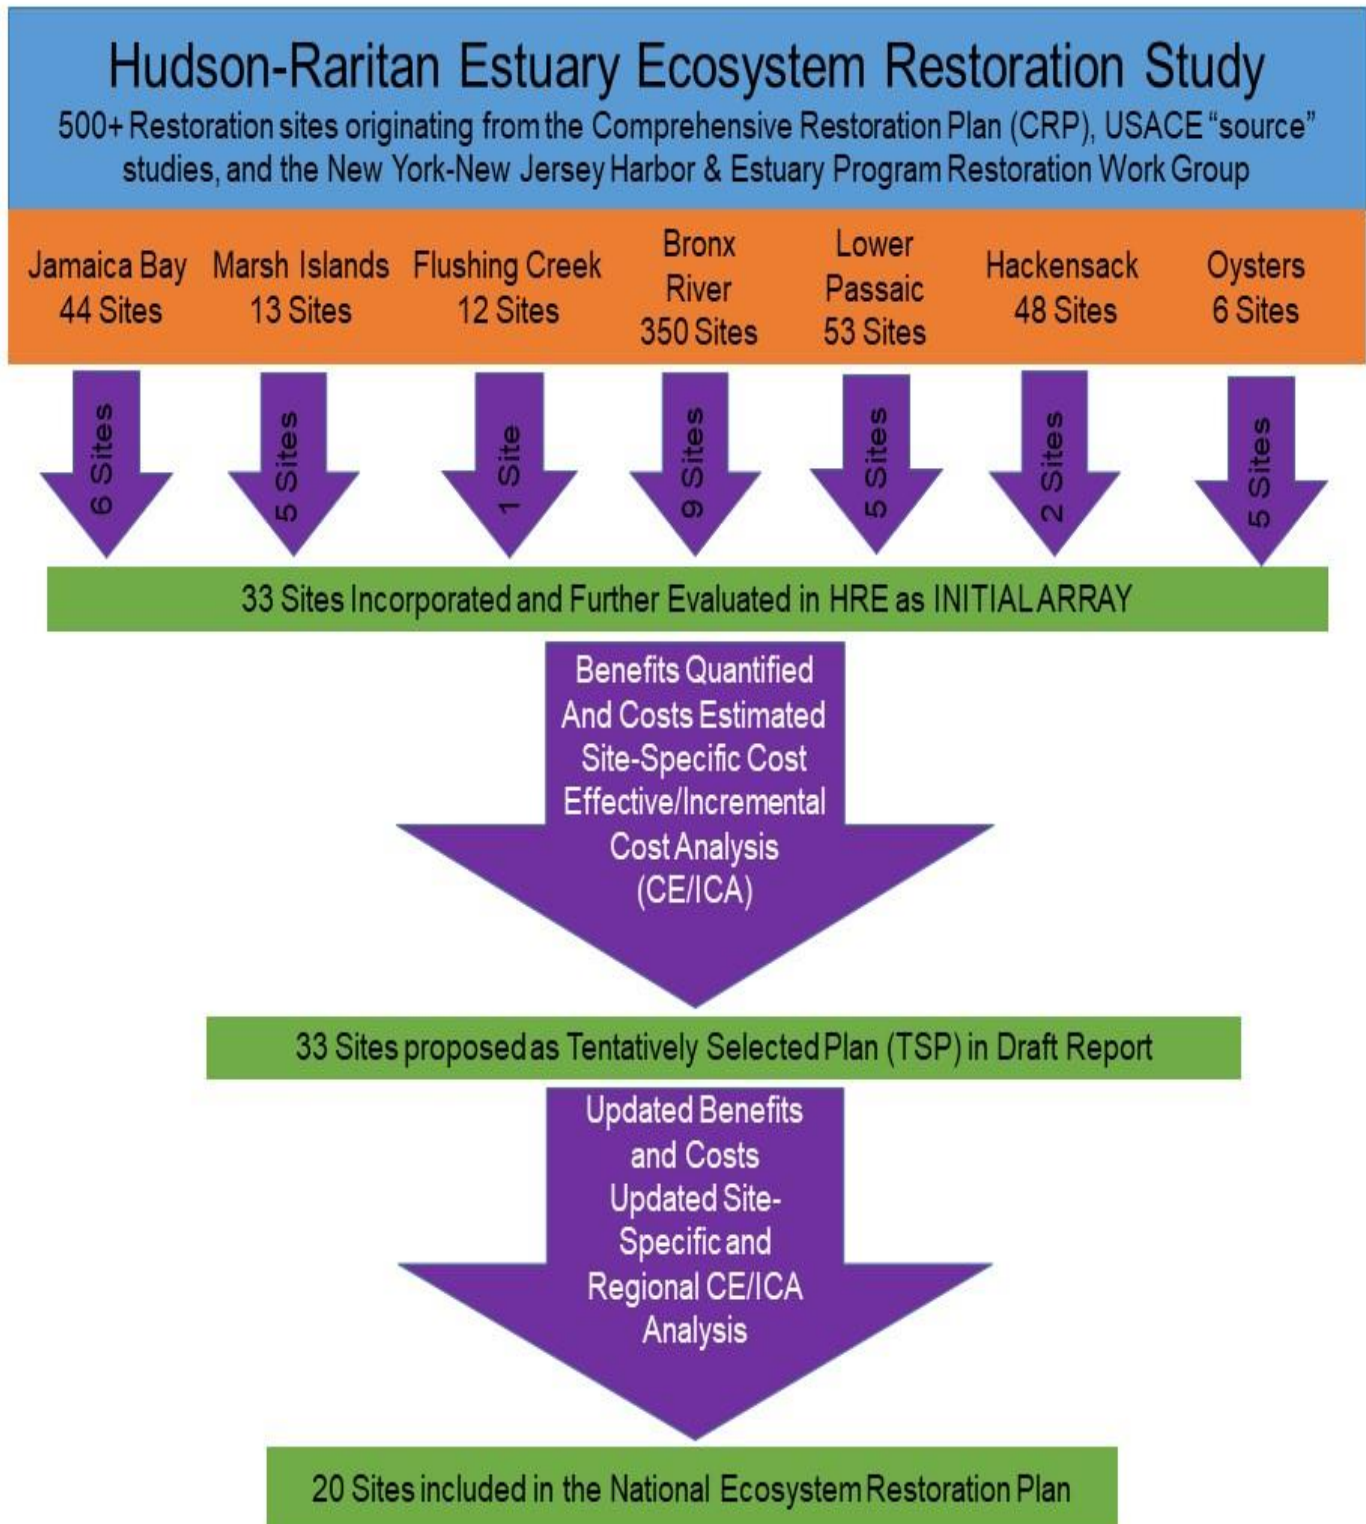 Hudson-Raritan Estuary Ecosystem Restoration Study
500+ Restoration sites originating from the Comprehensive Restoration Plan (CRP), USACE “source”
studies, and the New York-New Jersey Harbor & Estuary Program Restoration Work Group
Jamaica Bay
44 Sites
Marsh Islands
13 Sites
Flushing Creek
12 Sites
Bronx
River
350 Sites
Lower
Passaic
53 Sites
Hackensack
48 Sites
Oysters
6 Sites
6 Sites
5 Sites
1 Site
9 Sites
5 Sites
2 Sites
5 Sites
33 Sites Incorporated and Further Evaluated in HRE as INITIAL ARRAY
Benefits Quantified
And Costs Estimated
Site-Specific Cost
Effective/Incremental
Cost Analysis
(CE/ICA)
33 Sites proposed as Tentatively Selected Plan (TSP) in Draft Report
Updated Benefits
and Costs
Updated Site-
Specific and
Regional CE/ICA
Analysis
20 Sites included in the National Ecosystem Restoration Plan